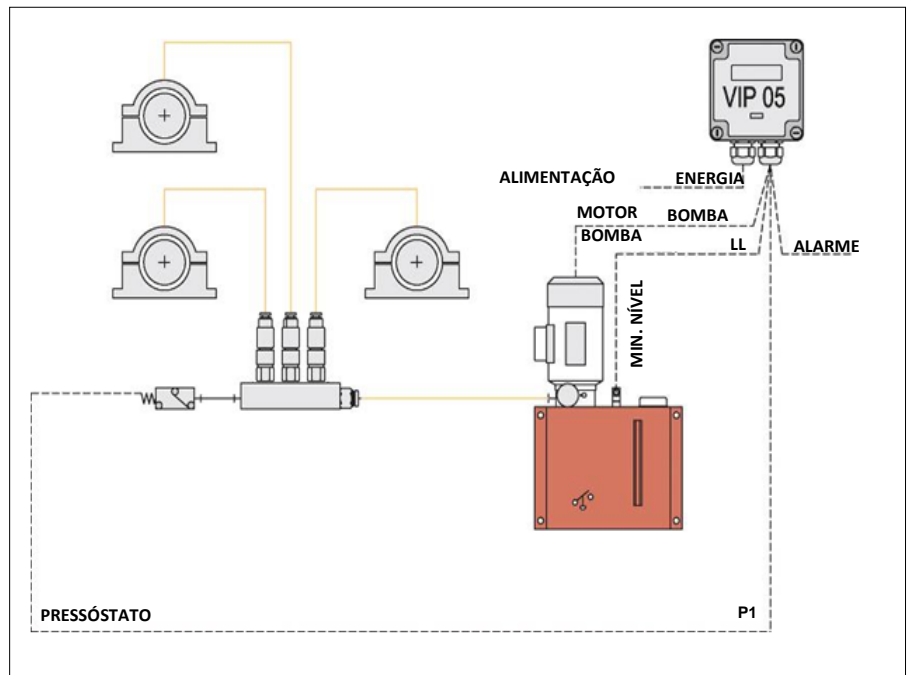 VIP 05
ALIMENTAÇÃO
ENERGIA
MOTOR
BOMBA
BOMBA
LL
ALARME
MIN. NÍVEL
PRESSÓSTATO
P1